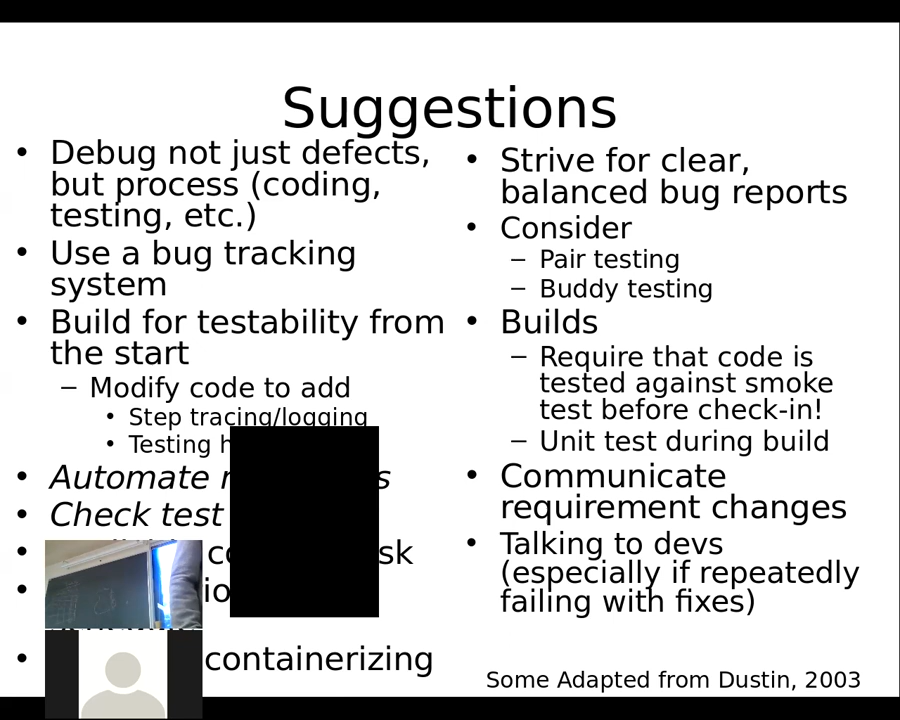 Suggestions
• Debug not just defects,
but process (coding,
testing, etc.)
• Use a bug tracking
system
• Build for testability from
the start
– Modify code to add
• Step tracing/logging
• Testing
• Automate
• Check test
•
•
• containerizing
• Strive for clear,
balanced bug reports
• Consider
– Pair testing
– Buddy testing
• Builds
– Require that code is
tested against smoke
test before check-in!
– Unit test during build
• Communicate
requirement changes
• Talking to devs
(especially if repeatedly
failing with fixes)
Some Adapted from Dustin, 2003